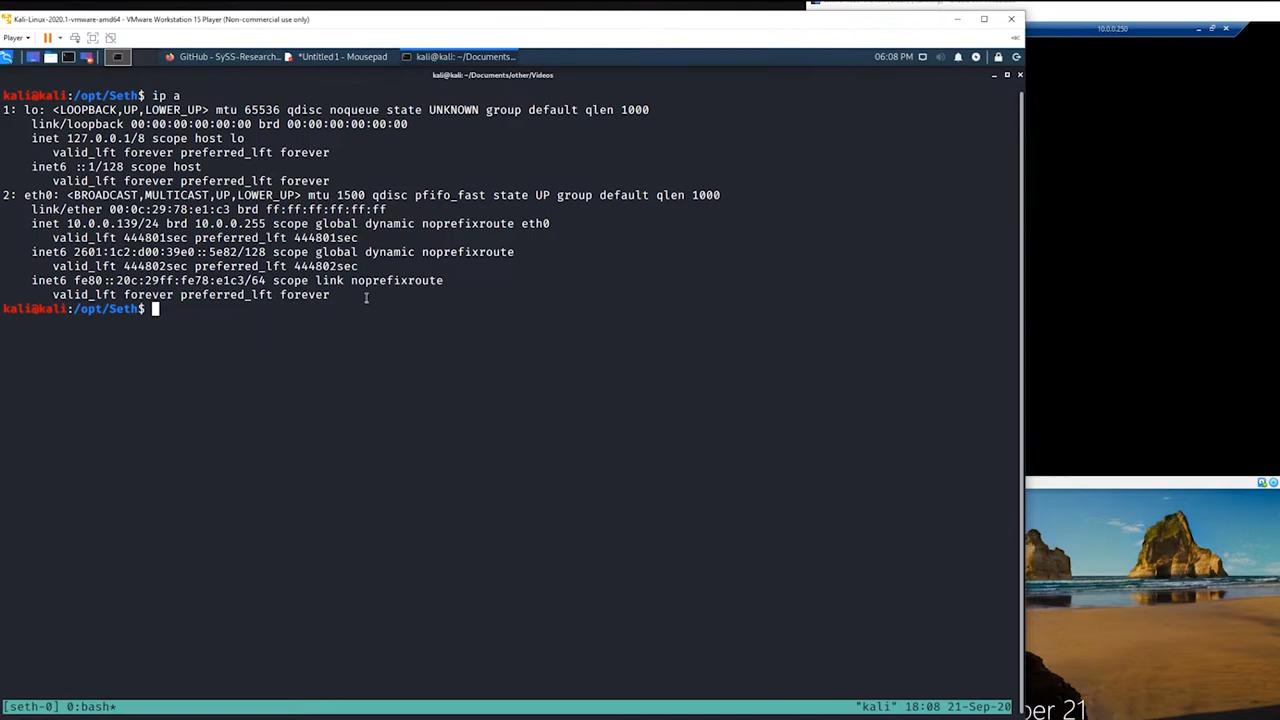 Kali-Linux-2020.1-vmware-amd64 - VMware Workstation 15 Player (Non-commercial use only)
10.0.0.250
Player
GitHub - SySS-Research... *Untitled 1 - Mousepad kali@kali: ~/Documents... 06:08 PM
kali@kali: ~/Documents/other/Videos
kali@kali:/opt/Seth$ ip a
1: lo: <LOOPBACK,UP,LOWER_UP> mtu 65536 qdisc noqueue state UNKNOWN group default qlen 1000
link/loopback 00:00:00:00:00:00 brd 00:00:00:00:00:00
inet 127.0.0.1/8 scope host lo
valid_lft forever preferred_lft forever
inet6 ::1/128 scope host
valid_lft forever preferred_lft forever
2: eth0: <BROADCAST,MULTICAST,UP,LOWER_UP> mtu 1500 qdisc pfifo_fast state UP group default qlen 1000
link/ether 00:0c:29:78:e1:c3 brd ff:ff:ff:ff:ff:ff
inet 10.0.0.139/24 brd 10.0.0.255 scope global dynamic noprefixroute eth0
valid_lft 444801sec preferred_lft 444801sec
inet6 2601:1c2:d00:39e0::5e82/128 scope global dynamic noprefixroute
valid_lft 444802sec preferred_lft 444802sec
inet6 fe80::20c:29ff:fe78:e1c3/64 scope link noprefixroute
valid_lft forever preferred_lft forever
kali@kali:/opt/Seth$
[seth-0] 0:bash* "kali" 18:08 21-Sep-20
ber 21